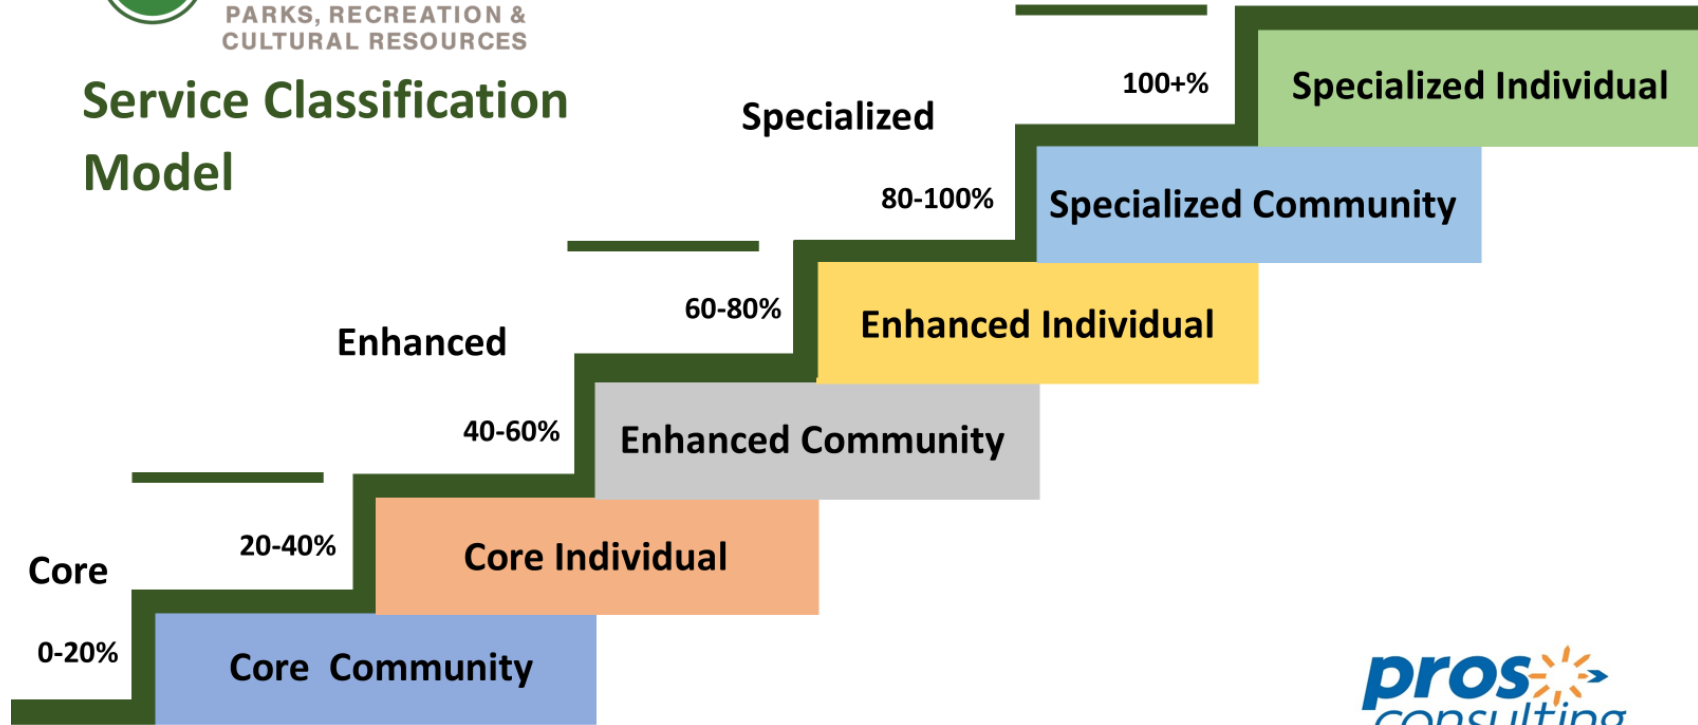 PARKS, RECREATION &
CULTURAL RESOURCES
Service Classification
Model
100+%
Specialized Individual
Specialized
80-100%
Specialized Community
60-80%
Enhanced Individual
Enhanced
40-60%
Enhanced Community
20-40%
Core Individual
Core
0-20%
Core  Community
pros
consulting